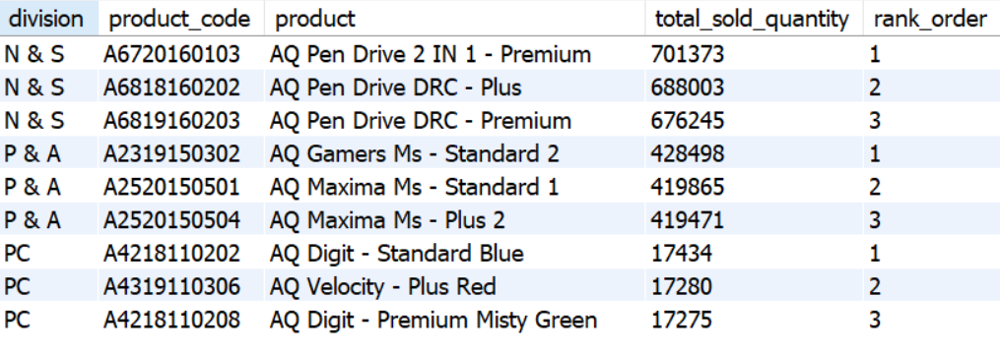 division product_code product total_sold_quantity rank_order
N & S A6720160103 AQ Pen Drive 2 IN 1 - Premium 701373 1
N & S A6818160202 AQ Pen Drive DRC - Plus 688003 2
N & S A6819160203 AQ Pen Drive DRC - Premium 676245 3
P & A A2319150302 AQ Gamers Ms - Standard 2 428498 1
P & A A2520150501 AQ Maxima Ms - Standard 1 419865 2
P & A A2520150504 AQ Maxima Ms - Plus 2 419471 3
PC A4218110202 AQ Digit - Standard Blue 17434 1
PC A4319110306 AQ Velocity - Plus Red 17280 2
PC A4218110208 AQ Digit - Premium Misty Green 17275 3